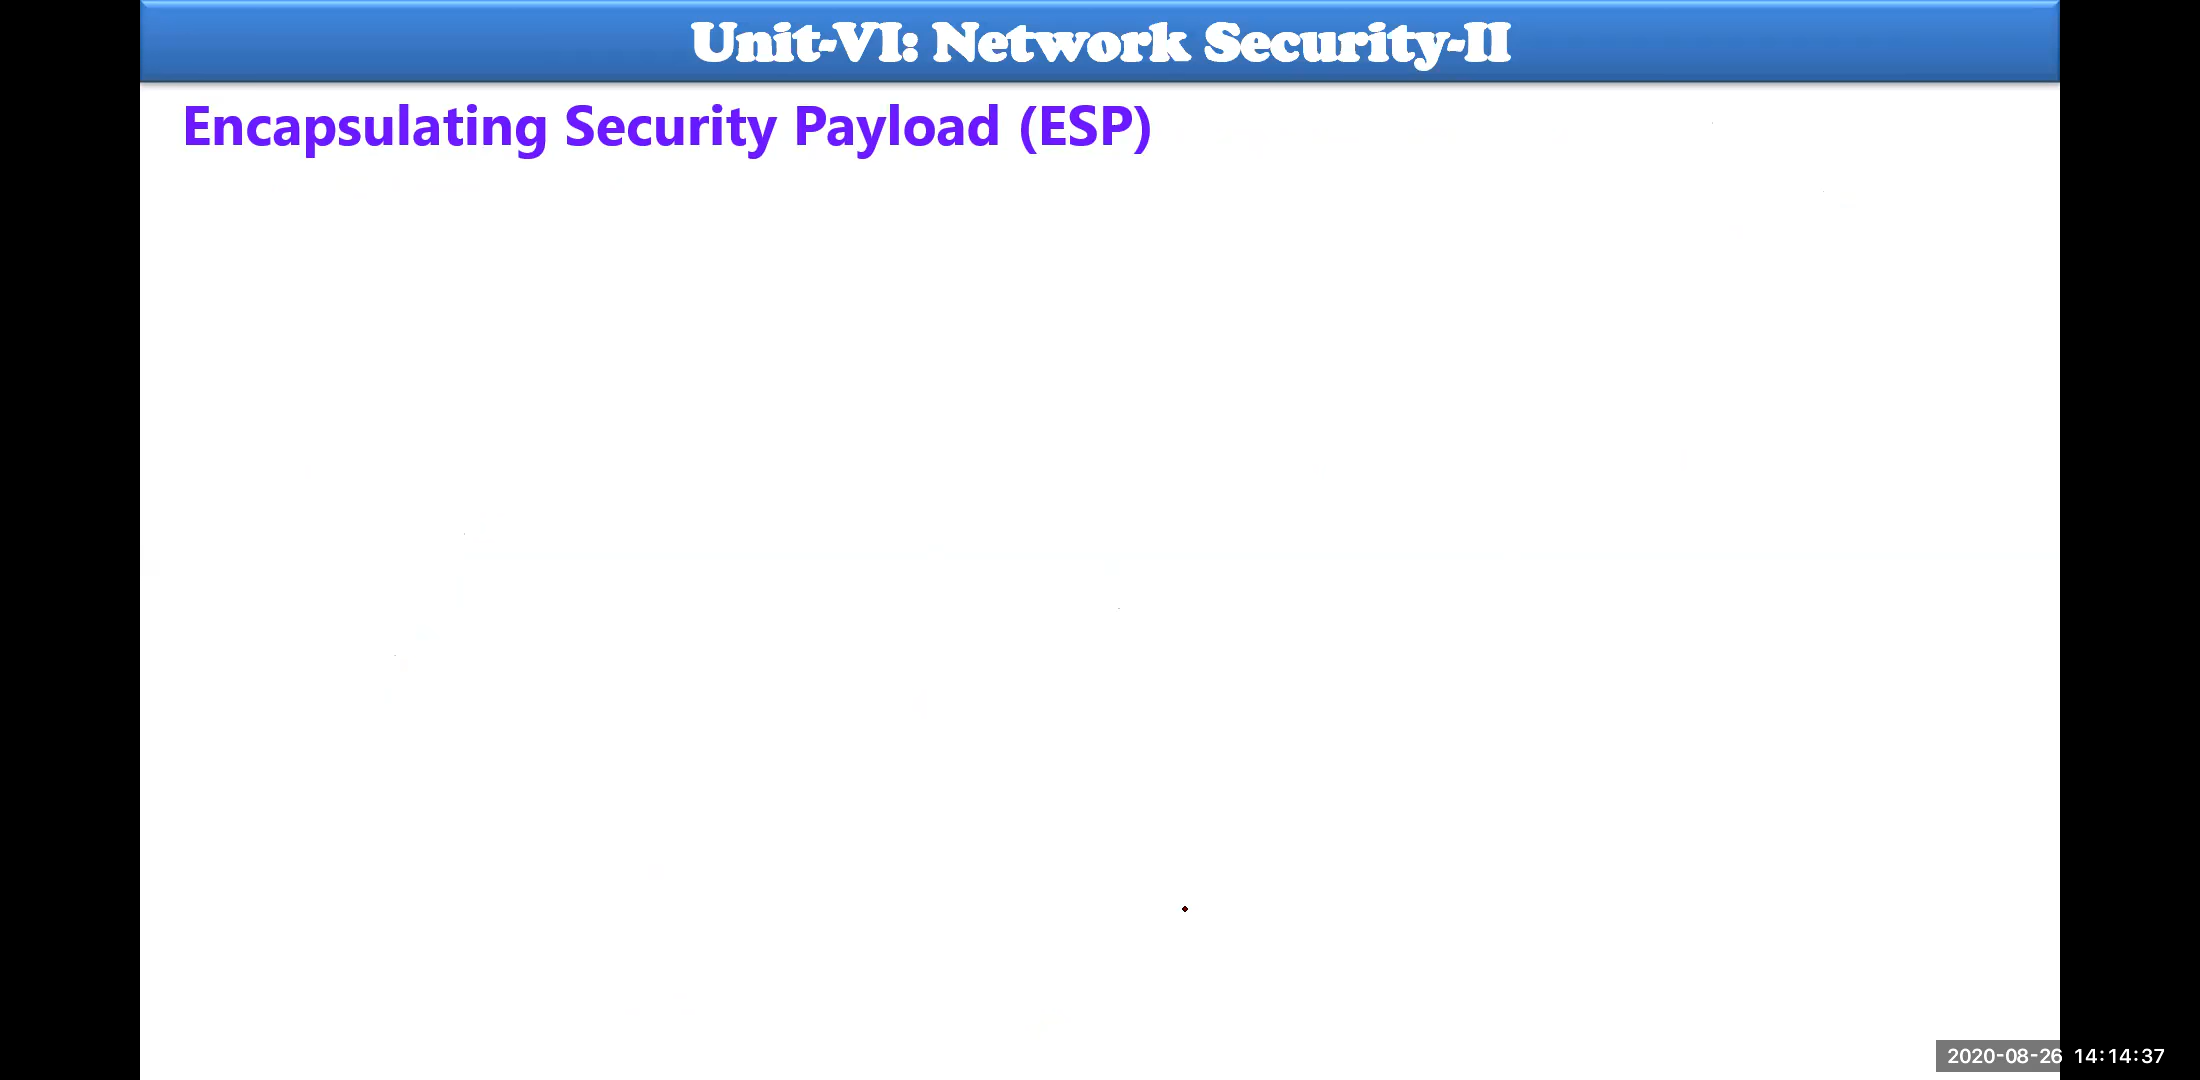 Unit-VI: Network Security-II
Encapsulating Security Payload (ESP)
2020-08-26 14:14:37